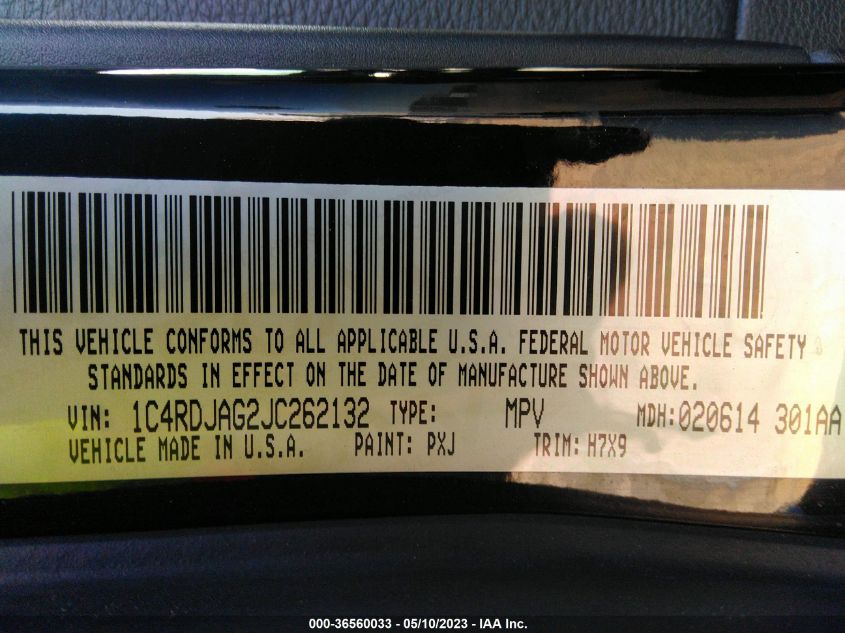 THIS VEHICLE CONFORMS TO ALL APPLICABLE U.S.A. FEDERAL MOTOR VEHICLE SAFETY
STANDARDS IN EFFECT ON THE DATE OF MANUFACTURE SHOWN ABOVE.
VIN: 1C4RDJAG2JC262132 TYPE: MPV MDH:020614 301AA
VEHICLE MADE IN U.S.A. PAINT: PXJ TRIM: H7X9
000-36560033 - 05/10/2023 - IAA Inc.